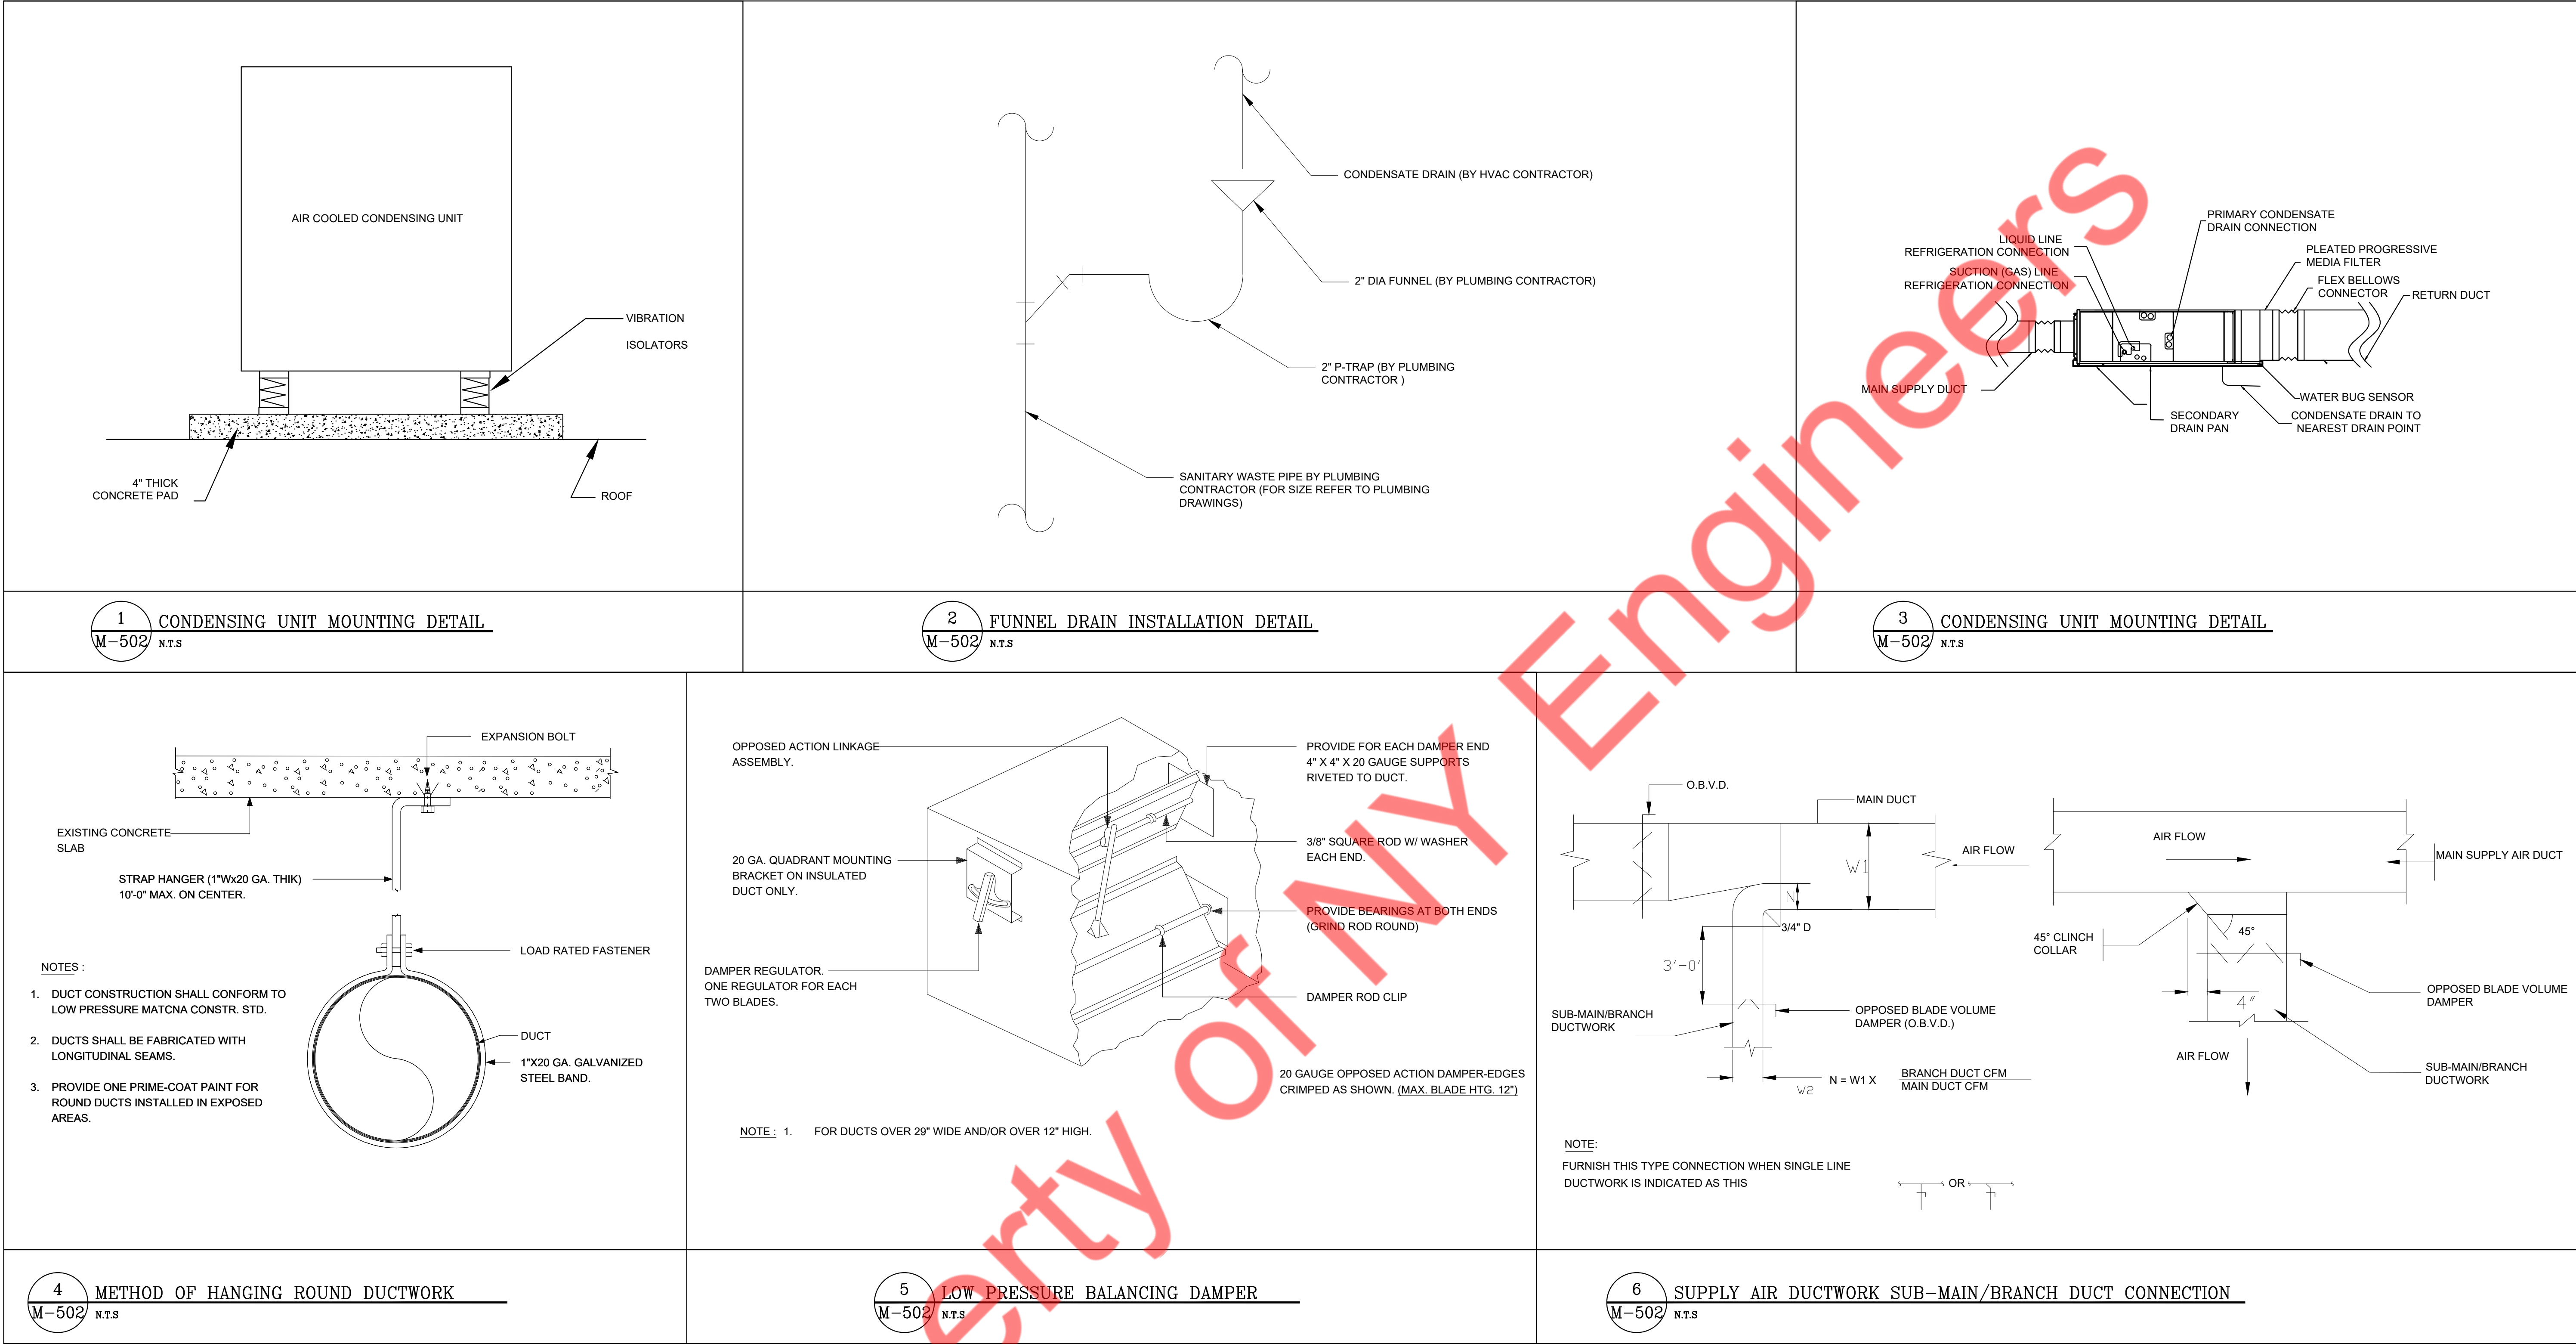 AIR COOLED CONDENSING UNIT
VIBRATION
ISOLATORS
4" THICK
CONCRETE PAD
ROOF
1
M-502
CONDENSING UNIT MOUNTING DETAIL
N.T.S
CONDENSATE DRAIN (BY HVAC CONTRACTOR)
2" DIA FUNNEL (BY PLUMBING CONTRACTOR)
2" P-TRAP (BY PLUMBING
CONTRACTOR )
SANITARY WASTE PIPE BY PLUMBING
CONTRACTOR (FOR SIZE REFER TO PLUMBING
DRAWINGS)
2
M-502
FUNNEL DRAIN INSTALLATION DETAIL
N.T.S
PRIMARY CONDENSATE
DRAIN CONNECTION
LIQUID LINE
REFRIGERATION CONNECTION
SUCTION (GAS) LINE
REFRIGERATION CONNECTION
PLEATED PROGRESSIVE
MEDIA FILTER
FLEX BELLOWS
CONNECTOR
RETURN DUCT
MAIN SUPPLY DUCT
WATER BUG SENSOR
SECONDARY
DRAIN PAN
CONDENSATE DRAIN TO
NEAREST DRAIN POINT
3
M-502
CONDENSING UNIT MOUNTING DETAIL
N.T.S
EXPANSION BOLT
EXISTING CONCRETE
SLAB
STRAP HANGER (1"Wx20 GA. THIK)
10'-0" MAX. ON CENTER.
LOAD RATED FASTENER
NOTES :
1. DUCT CONSTRUCTION SHALL CONFORM TO
LOW PRESSURE MATCNA CONSTR. STD.
2. DUCTS SHALL BE FABRICATED WITH
LONGITUDINAL SEAMS.
3. PROVIDE ONE PRIME-COAT PAINT FOR
ROUND DUCTS INSTALLED IN EXPOSED
AREAS.
DUCT
1"X20 GA. GALVANIZED
STEEL BAND.
4
M-502
METHOD OF HANGING ROUND DUCTWORK
N.T.S
OPPOSED ACTION LINKAGE
ASSEMBLY.
20 GA. QUADRANT MOUNTING
BRACKET ON INSULATED
DUCT ONLY.
DAMPER REGULATOR.
ONE REGULATOR FOR EACH
TWO BLADES.
PROVIDE FOR EACH DAMPER END
4" X 4" X 20 GAUGE SUPPORTS
RIVETED TO DUCT.
3/8" SQUARE ROD W/ WASHER
EACH END.
PROVIDE BEARINGS AT BOTH ENDS
(GRIND ROD ROUND)
DAMPER ROD CLIP
20 GAUGE OPPOSED ACTION DAMPER-EDGES
CRIMPED AS SHOWN. (MAX. BLADE HTG. 12")
NOTE : 1. FOR DUCTS OVER 29" WIDE AND/OR OVER 12" HIGH.
5
M-502
LOW PRESSURE BALANCING DAMPER
N.T.S
O.B.V.D.
MAIN DUCT
W1
AIR FLOW
N
3/4" D
3'-0'
SUB-MAIN/BRANCH
DUCTWORK
OPPOSED BLADE VOLUME
DAMPER (O.B.V.D.)
W2
N = W1 X
BRANCH DUCT CFM
MAIN DUCT CFM
AIR FLOW
MAIN SUPPLY AIR DUCT
45° CLINCH
COLLAR
45°
4"
OPPOSED BLADE VOLUME
DAMPER
AIR FLOW
SUB-MAIN/BRANCH
DUCTWORK
NOTE:
FURNISH THIS TYPE CONNECTION WHEN SINGLE LINE
DUCTWORK IS INDICATED AS THIS
OR
6
M-502
SUPPLY AIR DUCTWORK SUB-MAIN/BRANCH DUCT CONNECTION
N.T.S
erty of NY Engineers